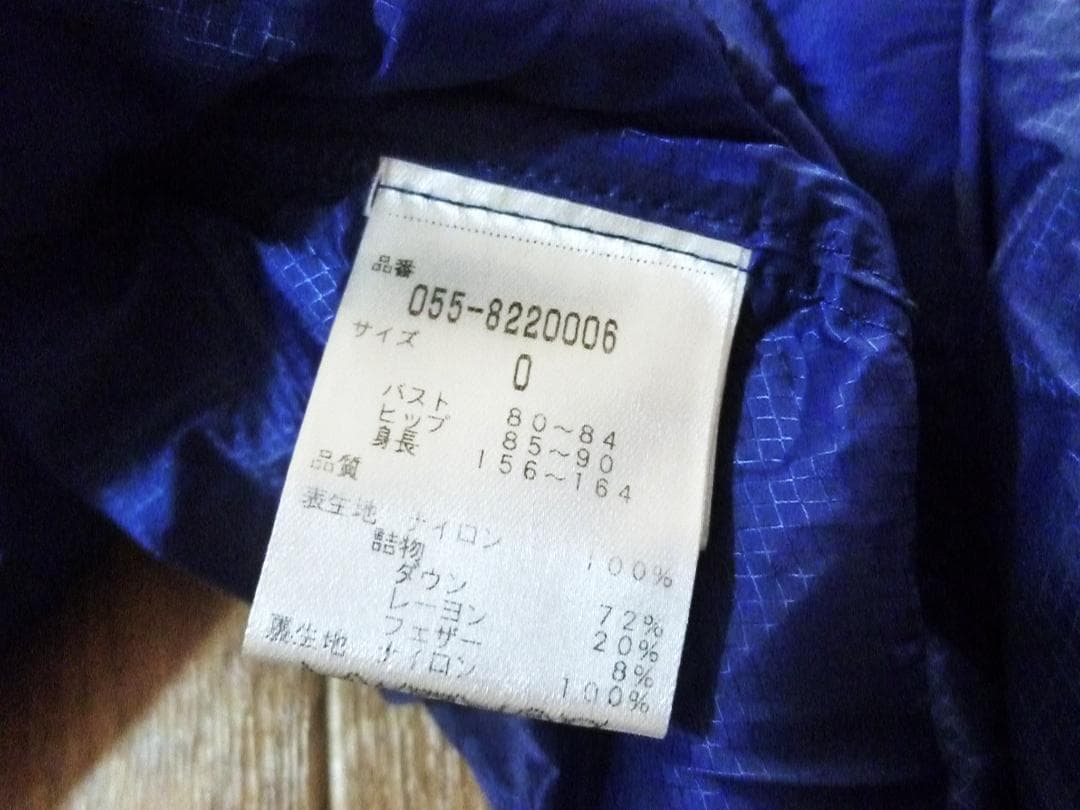 品番
055-8220006
サイズ
0
バスト 80~84
ヒップ 85~90
身長 156~164
品質
表生地 ナイロン 100%
詰物
ダウン 72%
レーヨン 20%
フェザー 8%
裏生地 ナイロン 100%